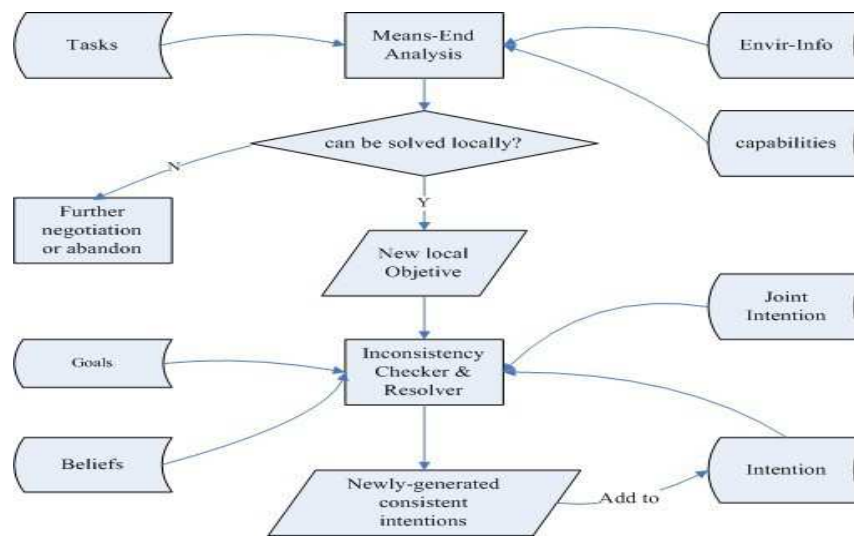 Tasks
Means-End
Analysis
Envir-Info
can be solved locally?
capabilities
N
Further
negotiation
or abandon
Y
New local
Objetive
Joint
Intention
Goals
Inconsistency
Checker &
Resolver
Beliefs
Newly-generated
consistent
intentions
Add to
Intention